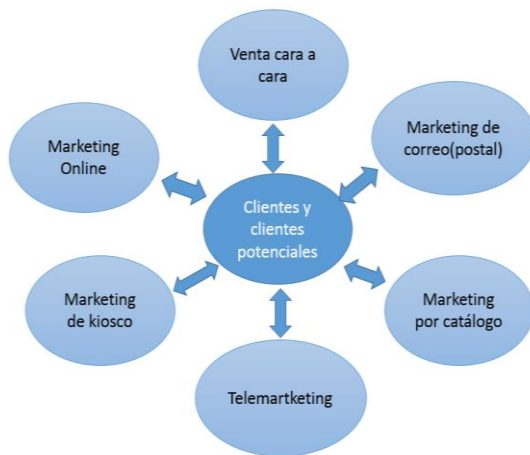 Venta cara a
cara
Marketing de
correo(postal)
Marketing
Online
Clientes y
clientes
potenciales
Marketing
de kiosco
Marketing
por catálogo
Telemartketing